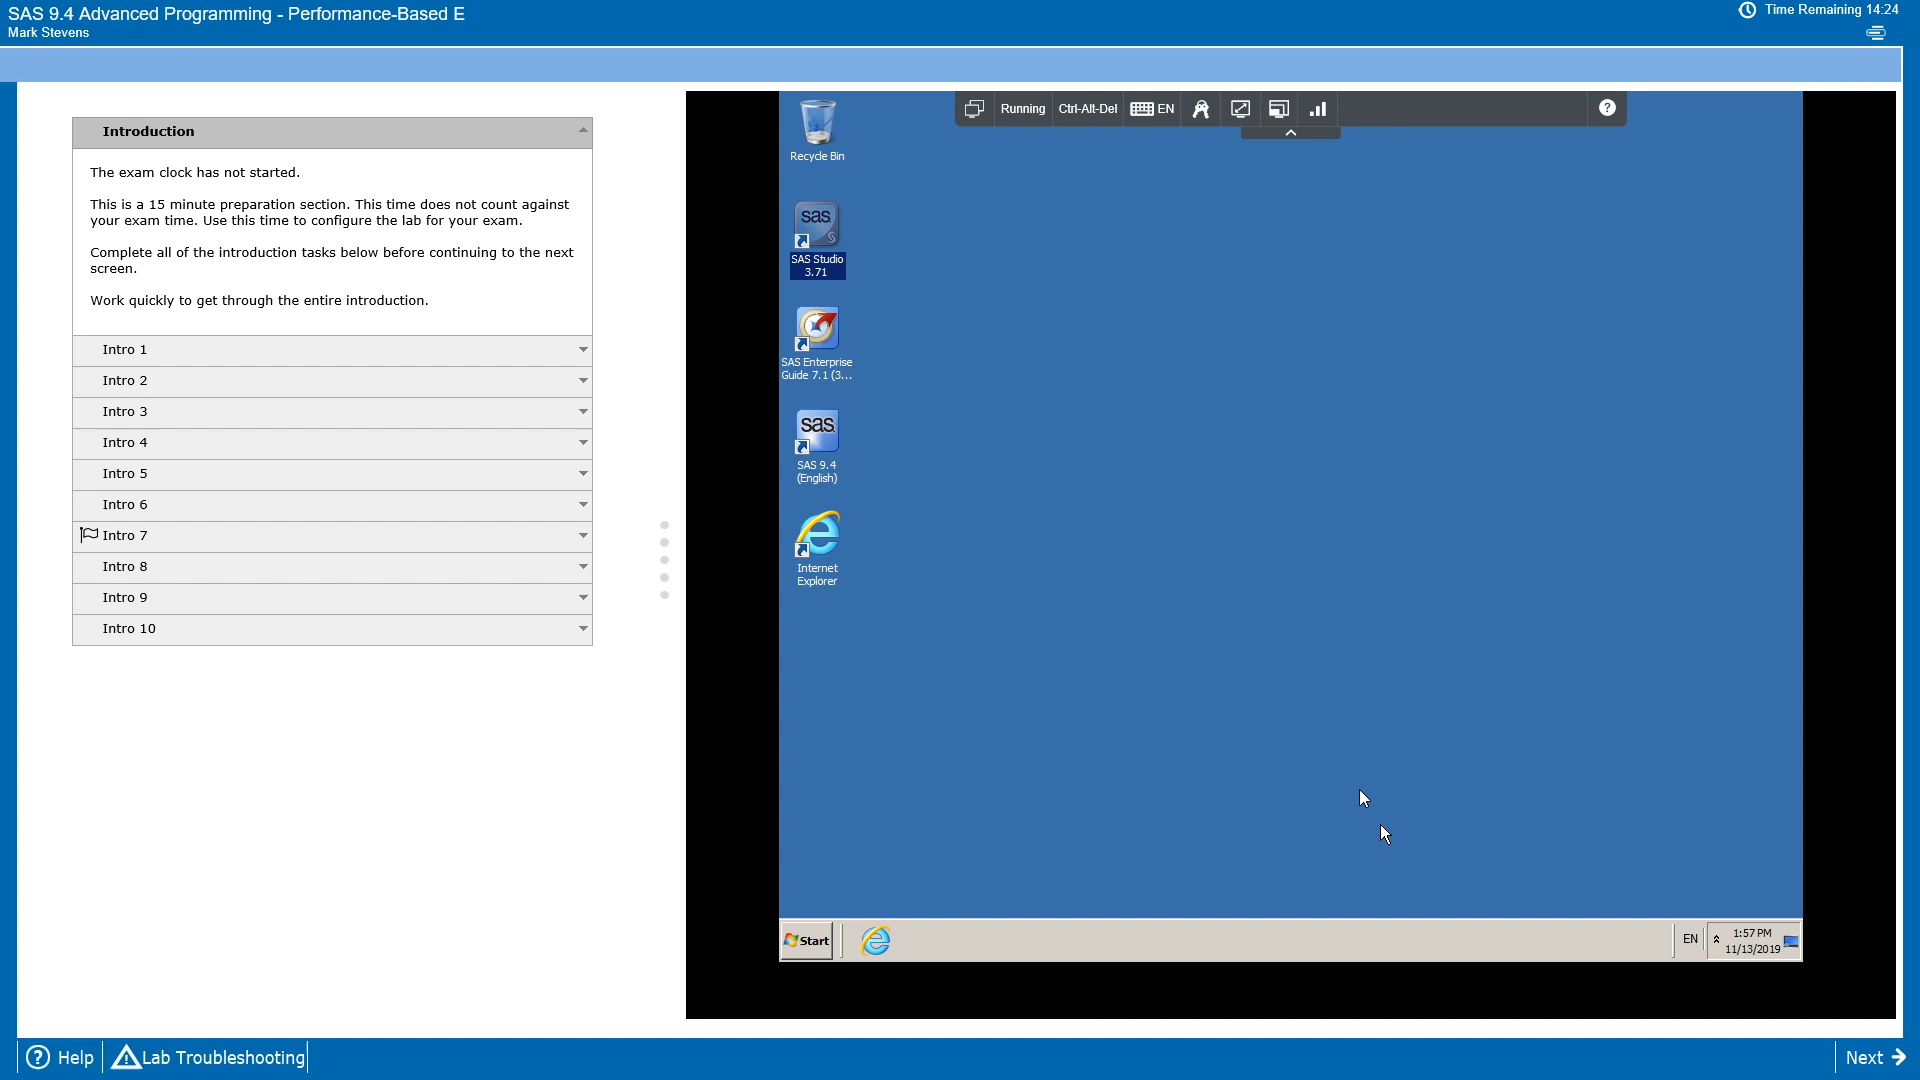 SAS 9.4 Advanced Programming - Performance-Based E
Mark Stevens
Time Remaining 14:24
Introduction
The exam clock has not started.
This is a 15 minute preparation section. This time does not count against
your exam time. Use this time to configure the lab for your exam.
Complete all of the introduction tasks below before continuing to the next
screen.
Work quickly to get through the entire introduction.
Intro 1
Intro 2
Intro 3
Intro 4
Intro 5
Intro 6
Intro 7
Intro 8
Intro 9
Intro 10
Running
Ctrl-Alt-Del
EN
?
Recycle Bin
sas
S
SAS Studio
3.71
SAS Enterprise
Guide 7.1 (3...
sas
SAS 9.4
(English)
Internet
Explorer
Start
EN
1:57 PM
11/13/2019
? Help
Lab Troubleshooting
Next